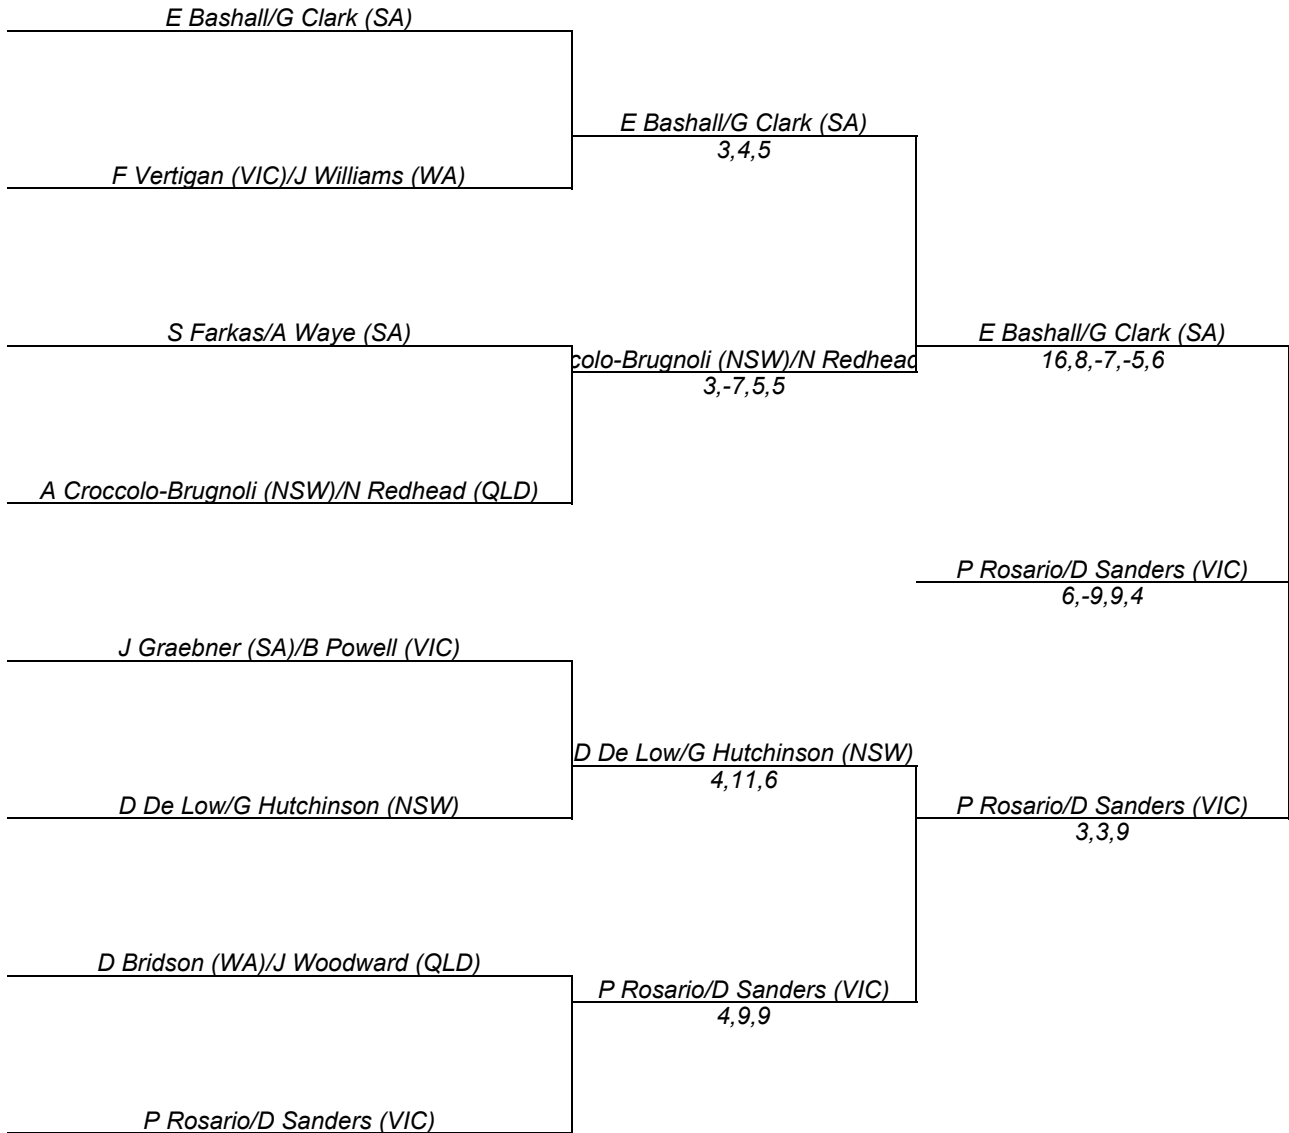 E Bashall/G Clark (SA)
E Bashall/G Clark (SA)
3,4,5
F Vertigan (VIC)/J Williams (WA)
S Farkas/A Waye (SA)
E Bashall/G Clark (SA)
16,8,-7,-5,6
colo-Brugnoli (NSW)/N Redhead
3,-7,5,5
A Croccolo-Brugnoli (NSW)/N Redhead (QLD)
P Rosario/D Sanders (VIC)
6,-9,9,4
J Graebner (SA)/B Powell (VIC)
D De Low/G Hutchinson (NSW)
4,11,6
D De Low/G Hutchinson (NSW)
P Rosario/D Sanders (VIC)
3,3,9
D Bridson (WA)/J Woodward (QLD)
P Rosario/D Sanders (VIC)
4,9,9
P Rosario/D Sanders (VIC)